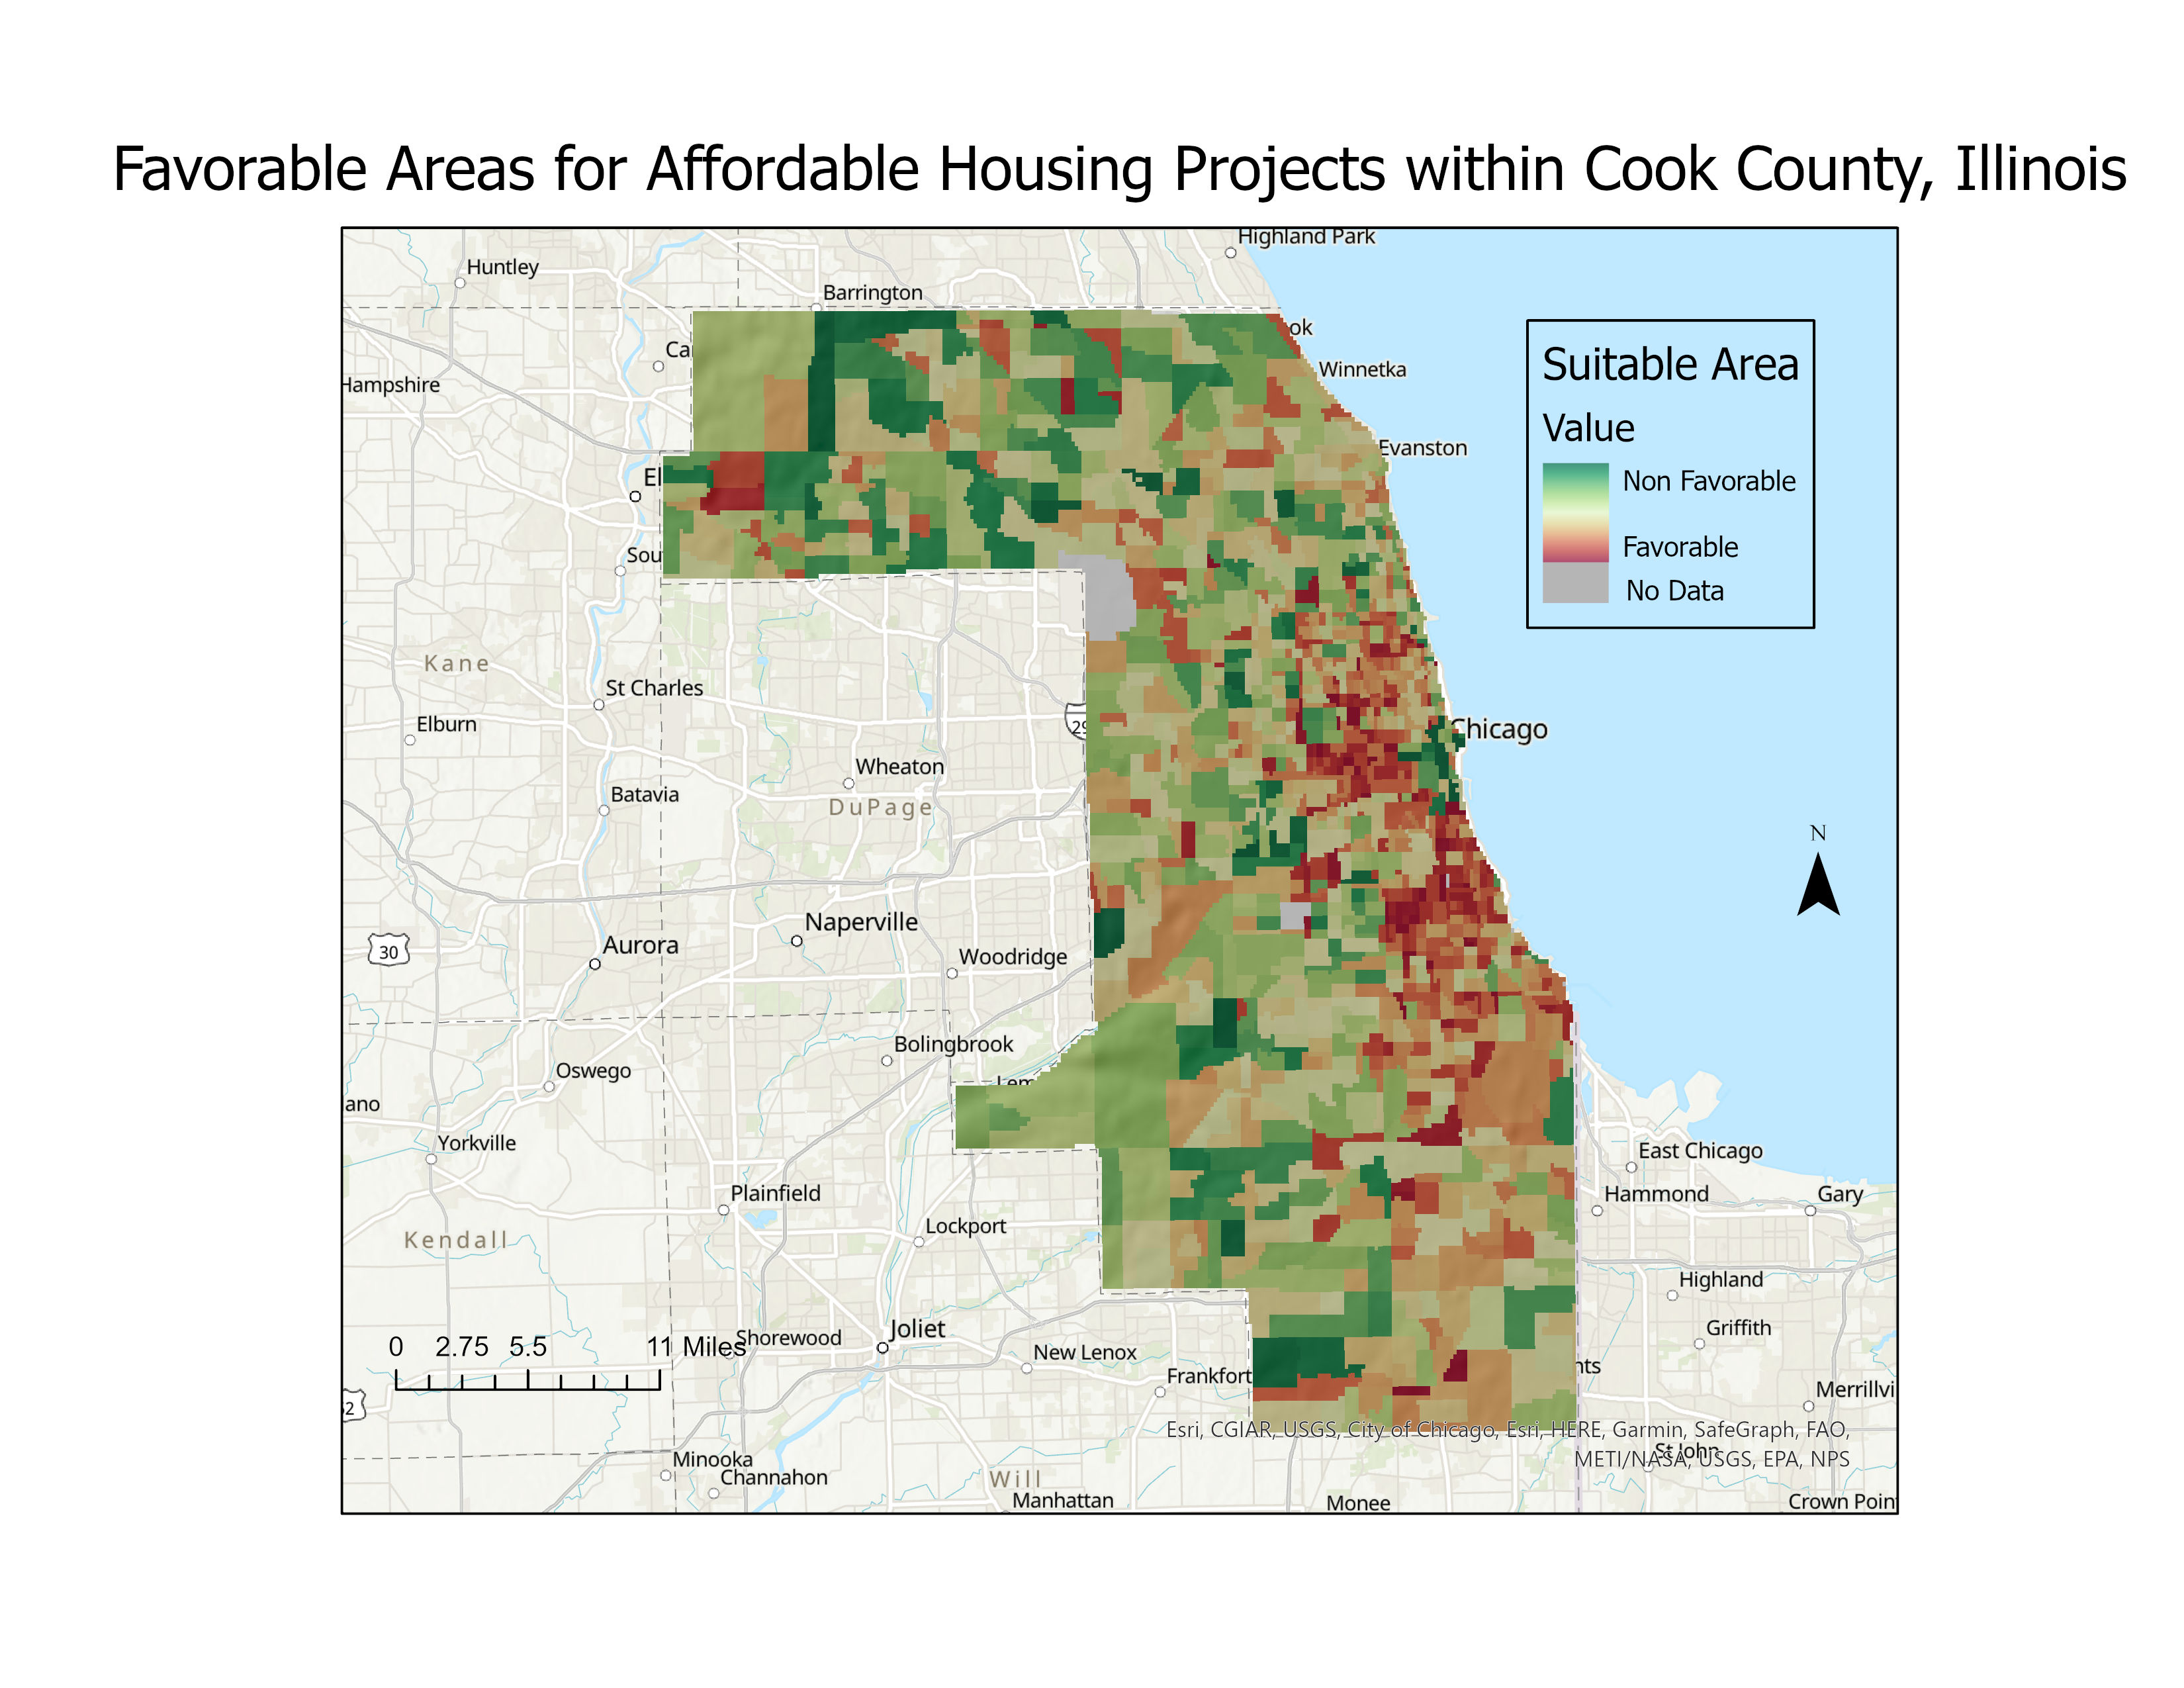 Favorable Areas for Affordable Housing Projects within Cook County, Illinois
Highland Park
Huntley
Barrington
ok
Ca
Winnetka
Hampshire
Suitable Area
Value
Non Favorable
Favorable
No Data
Evanston
El
Sou
Kane
St Charles
Elburn
29
Chicago
Wheaton
Batavia
DuPage
N
Naperville
Aurora
30
Woodridge
Bolingbrook
Oswego
Lem
ano
Yorkville
East Chicago
Plainfield
Hammond
Gary
Lockport
Kendall
Highland
Joliet
Griffith
Shorewood
0 2.75 5.5 11 Miles
New Lenox
nts
Frankfort
Merrillvi
2
Esri, CGIAR, USGS, City of Chicago, Esri, HERE, Garmin, SafeGraph, FAO,
METI/NASA, USGS, EPA, NPS
St John
Minooka
Channahon
Will
Manhattan
Monee
Crown Poin